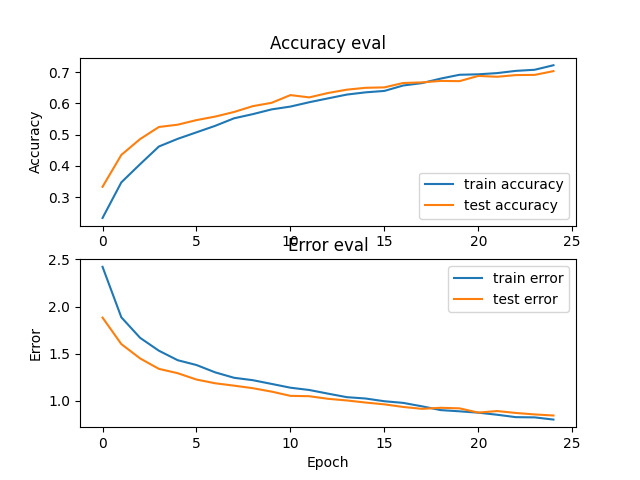 Accuracy eval
0.7
0.6
0.5
0.4
0.3
Accuracy
train accuracy
test accuracy
0 5 10 15 20 25
Error eval
2.5
2.0
1.5
1.0
Error
train error
test error
0 5 10 15 20 25
Epoch